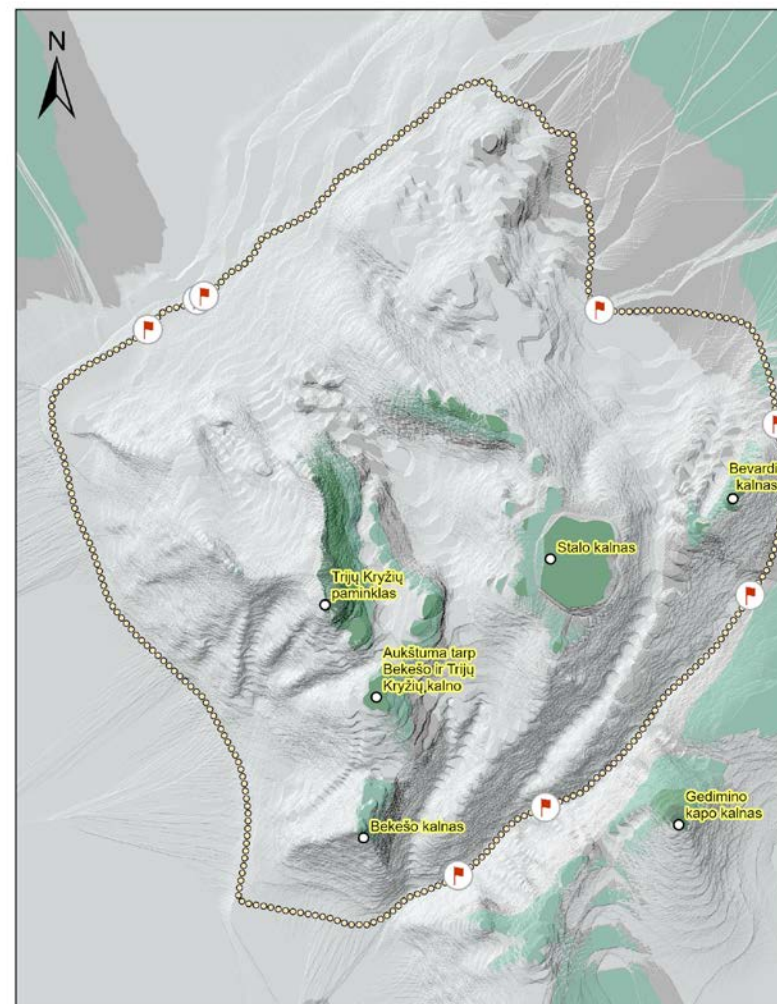 N
Bevardi
kalnas
Stalo kalnas
Trijų Kryžių
paminklas
Aukštuma tarp
Bekešo ir Trijų
Kryžių,kalno
Gedimino
kapo kalnas
Bekešo kalnas